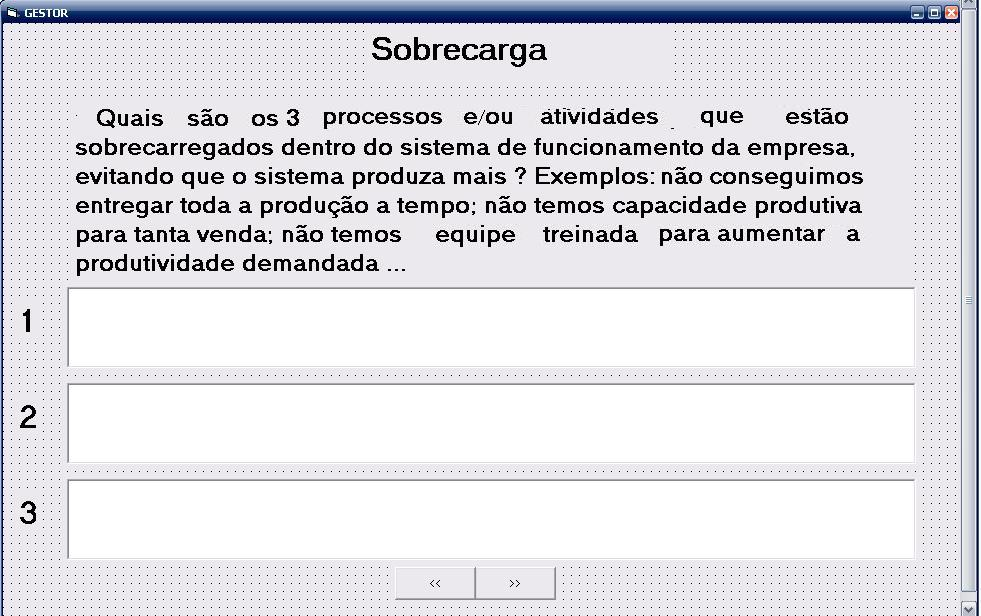 GESTOR
Sobrecarga
Quais são os 3 processos e/ou atividades que estão
sobrecarregados dentro do sistema de funcionamento da empresa,
evitando que o sistema produza mais ? Exemplos: não conseguimos
entregar toda a produção a tempo; não temos capacidade produtiva
para tanta venda; não temos equipe treinada para aumentar a
produtividade demandada ...
1
2
3
<< >>